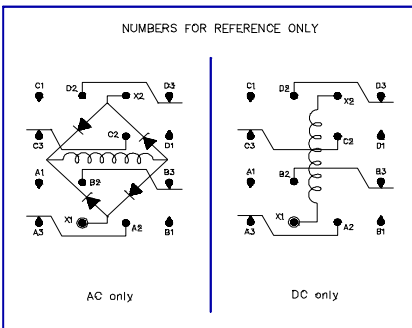 NUMBERS FOR REFERENCE ONLY
C1 D2 X2 D3
C3 C2 D1
A1 B2 B3
A3 X1 A2 B1
AC only
C1 D2 X2 D3
C3 C2 D1
A1 B2 B3
A3 X1 A2 B1
DC only